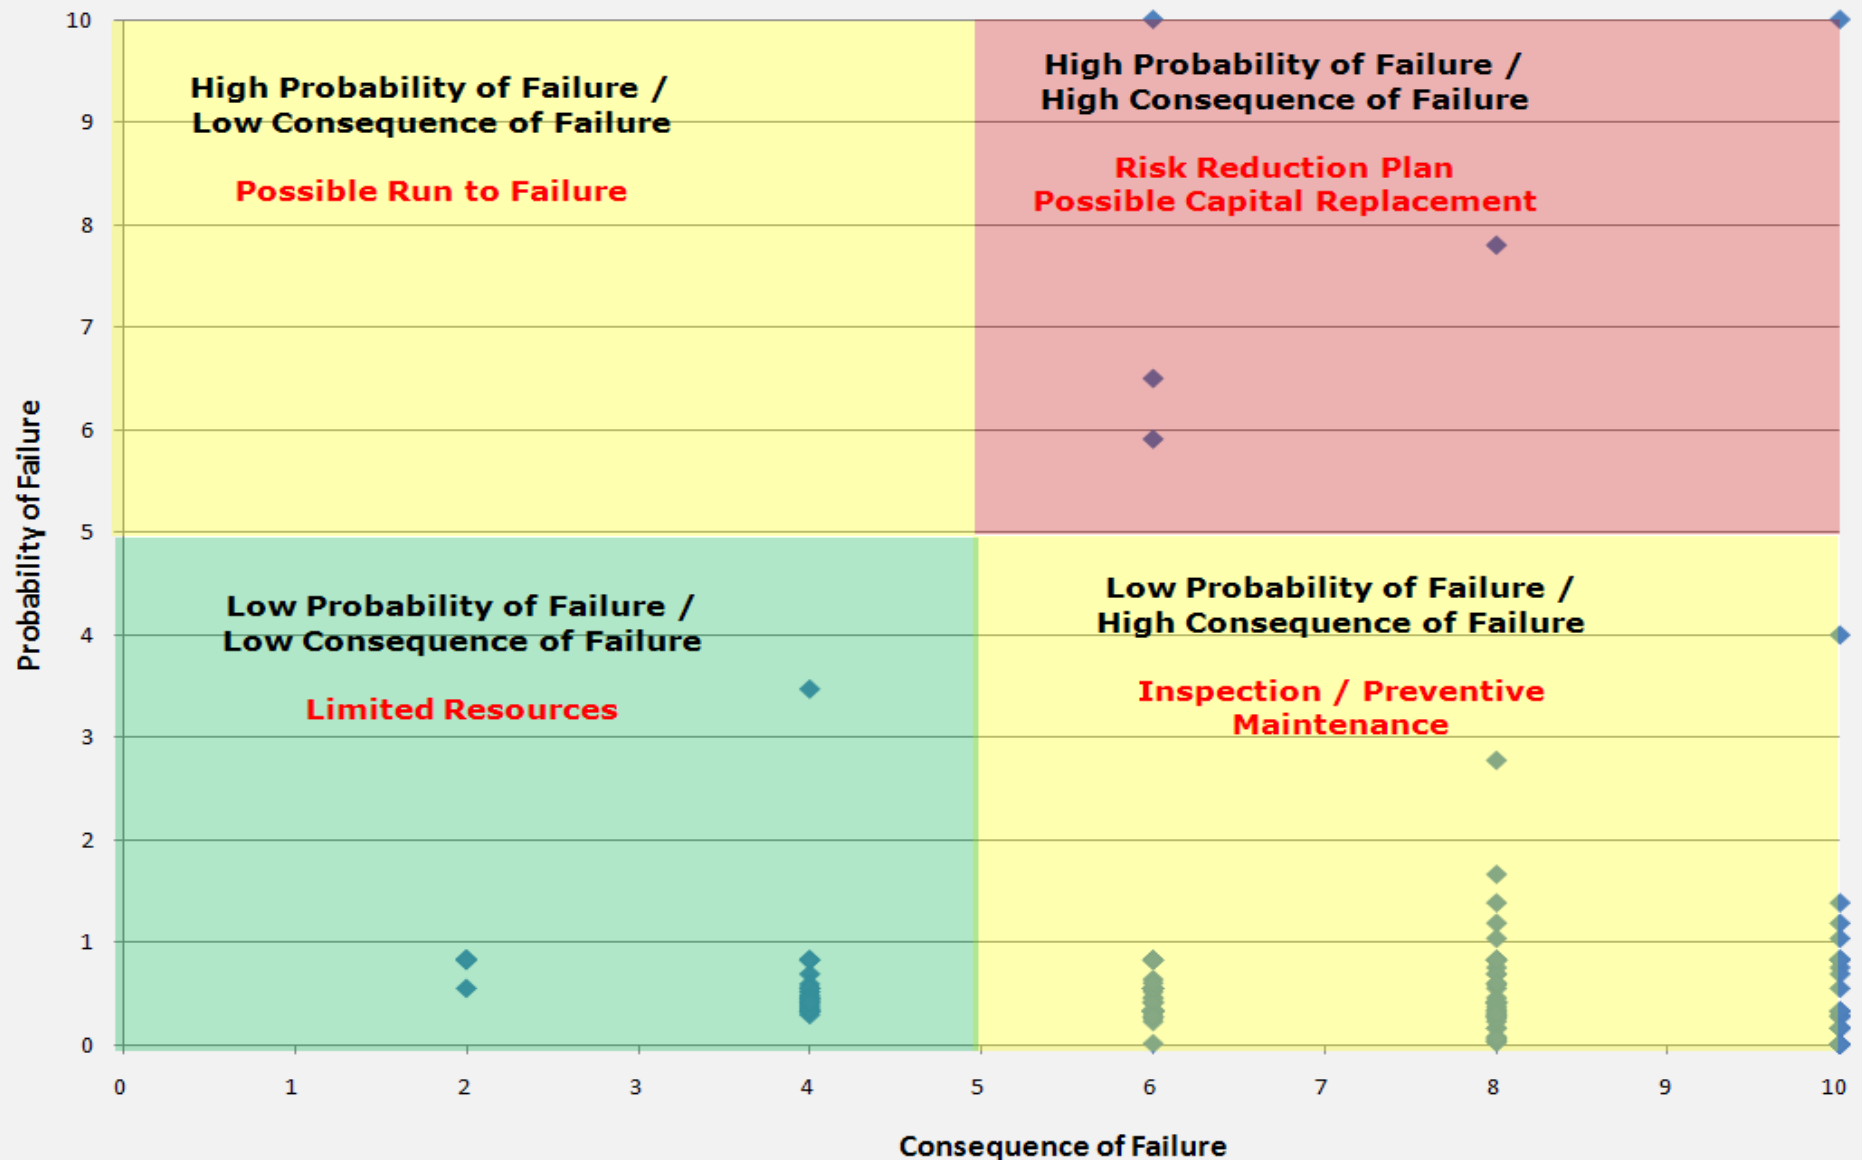 High Probability of Failure /
Low Consequence of Failure
Possible Run to Failure
High Probability of Failure /
High Consequence of Failure
Risk Reduction Plan
Possible Capital Replacement
Low Probability of Failure /
Low Consequence of Failure
Limited Resources
Low Probability of Failure /
High Consequence of Failure
Inspection / Preventive
Maintenance
Probability of Failure
10
9
8
7
6
5
4
3
2
1
0
0 1 2 3 4 5 6 7 8 9 10
Consequence of Failure